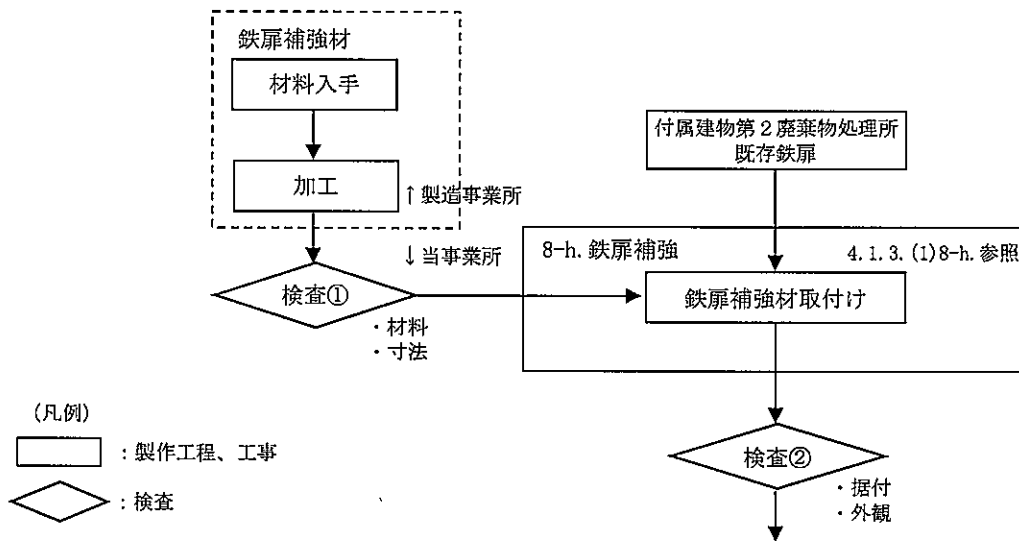 鉄扉補強材
材料入手
加工
↑製造事業所
↓当事業所
検査①
・材料
・寸法
付属建物第2廃棄物処理所
既存鉄扉
8-h.鉄扉補強
4.1.3.(1)8-h.参照
鉄扉補強材取付け
検査②
・据付
・外観
(凡例)
:製作工程、工事
:検査